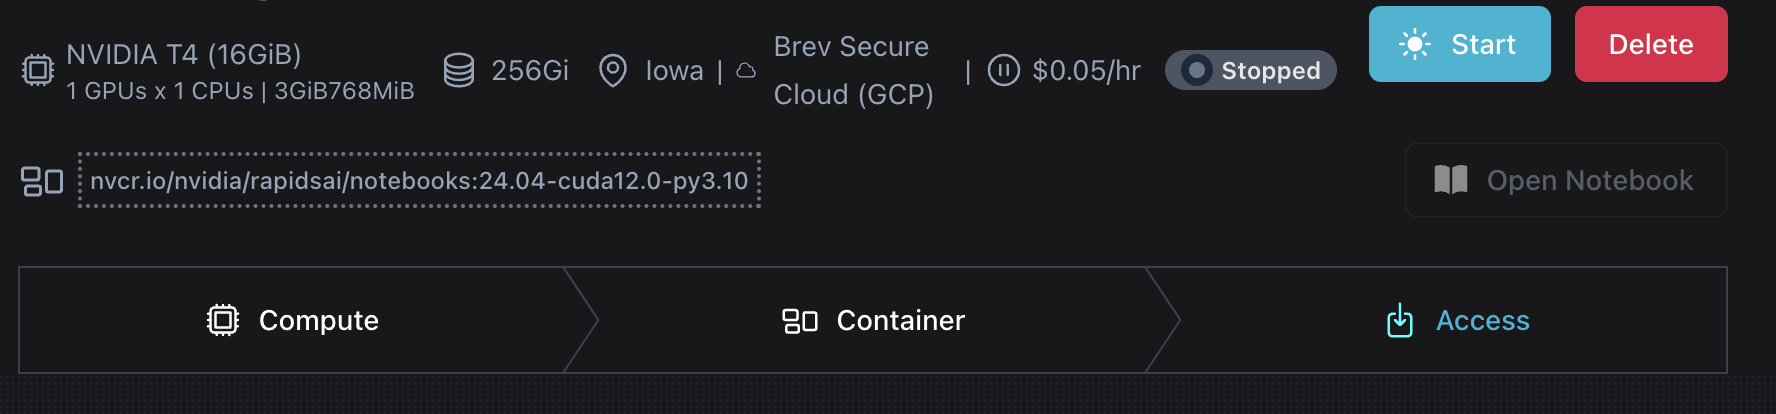 NVIDIA T4 (16GiB)
1 GPUs x 1 CPUs | 3GiB768MiB
256Gi
Iowa |
Brev Secure
Cloud (GCP)
| $0.05/hr
Stopped
Start
Delete
nvcr.io/nvidia/rapidsai/notebooks:24.04-cuda12.0-py3.10
Open Notebook
Compute
Container
Access